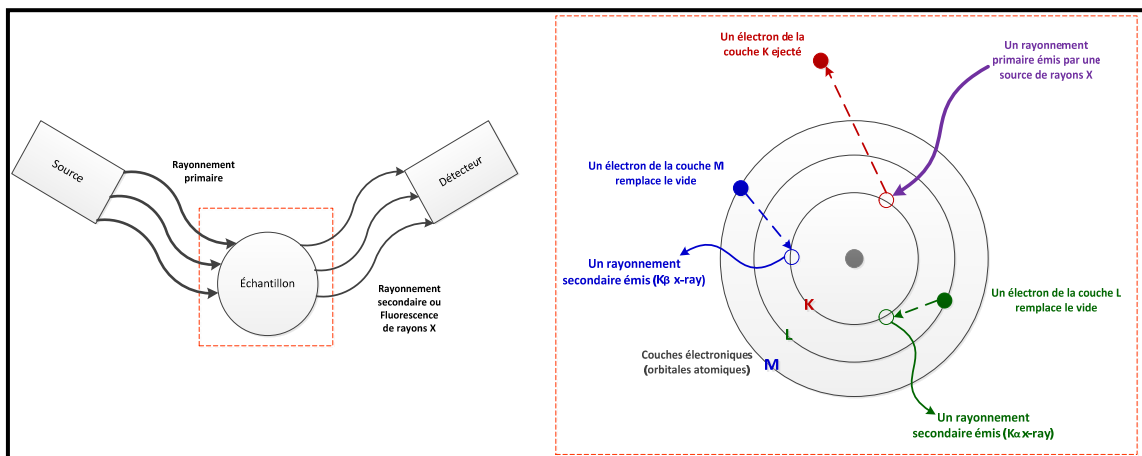 Source
Rayonnement
primaire
Détecteur
Échantillon
Rayonnement
secondaire ou
Fluorescence
de rayons X
Un électron de la
couche K ejecté
Un rayonnement
primaire émis par une
source de rayons X
Un électron de la couche M
remplace le vide
Un rayonnement
secondaire émis (Kβ x-ray)
K
L
M
Couches électroniques
(orbitales atomiques)
Un électron de la couche L
remplace le vide
Un rayonnement
secondaire émis (Kα x-ray)